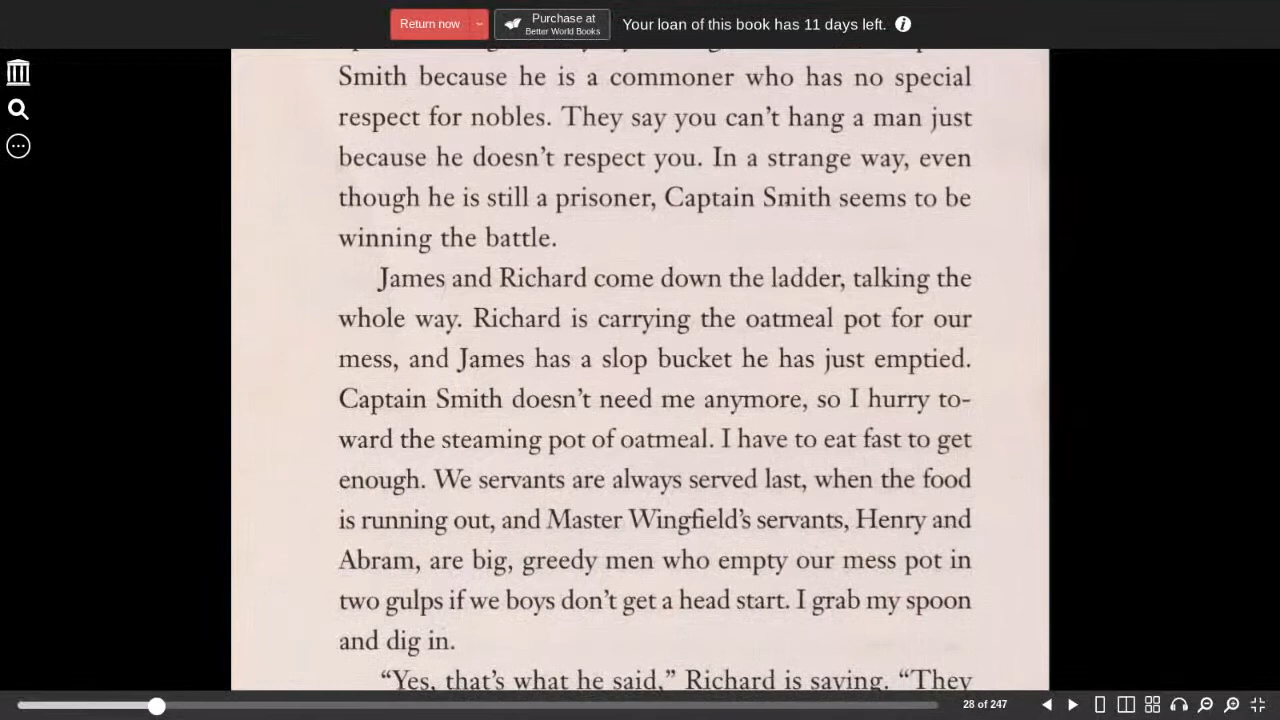 Return now
Purchase at
Better World Books
Your loan of this book has 11 days left.
Smith because he is a commoner who has no special
respect for nobles. They say you can't hang a man just
because he doesn't respect you. In a strange way, even
though he is still a prisoner, Captain Smith seems to be
winning the battle.
James and Richard come down the ladder, talking the
whole way. Richard is carrying the oatmeal pot for our
mess, and James has a slop bucket he has just emptied.
Captain Smith doesn't need me anymore, so I hurry to-
ward the steaming pot of oatmeal. I have to eat fast to get
enough. We servants are always served last, when the food
is running out, and Master Wingfield's servants, Henry and
Abram, are big, greedy men who empty our mess pot in
two gulps if we boys don't get a head start. I grab my spoon
and dig in.
“Yes, that's what he said,” Richard is saying. “They
28 of 247